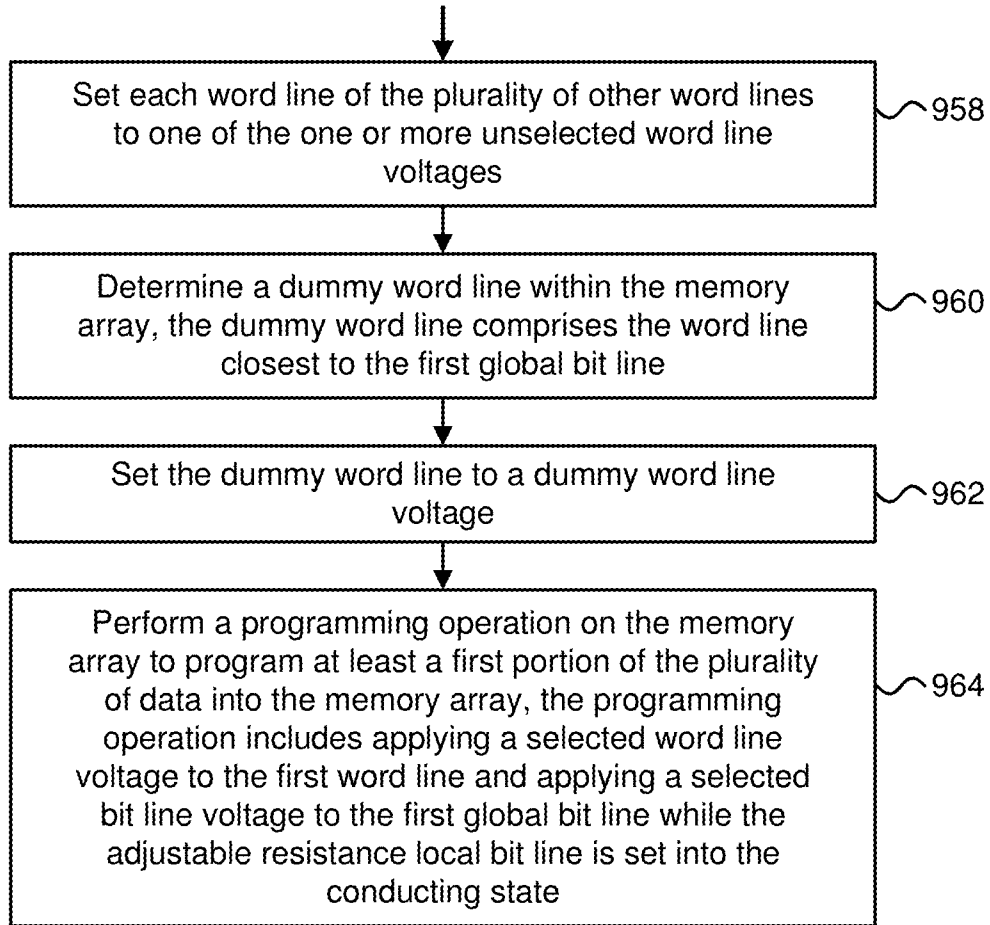 Set each word line of the plurality of other word lines
to one of the one or more unselected word line
voltages
958
Determine a dummy word line within the memory
array, the dummy word line comprises the word line
closest to the first global bit line
960
Set the dummy word line to a dummy word line
voltage
962
Perform a programming operation on the memory
array to program at least a first portion of the plurality
of data into the memory array, the programming
operation includes applying a selected word line
voltage to the first word line and applying a selected
bit line voltage to the first global bit line while the
adjustable resistance local bit line is set into the
conducting state
964